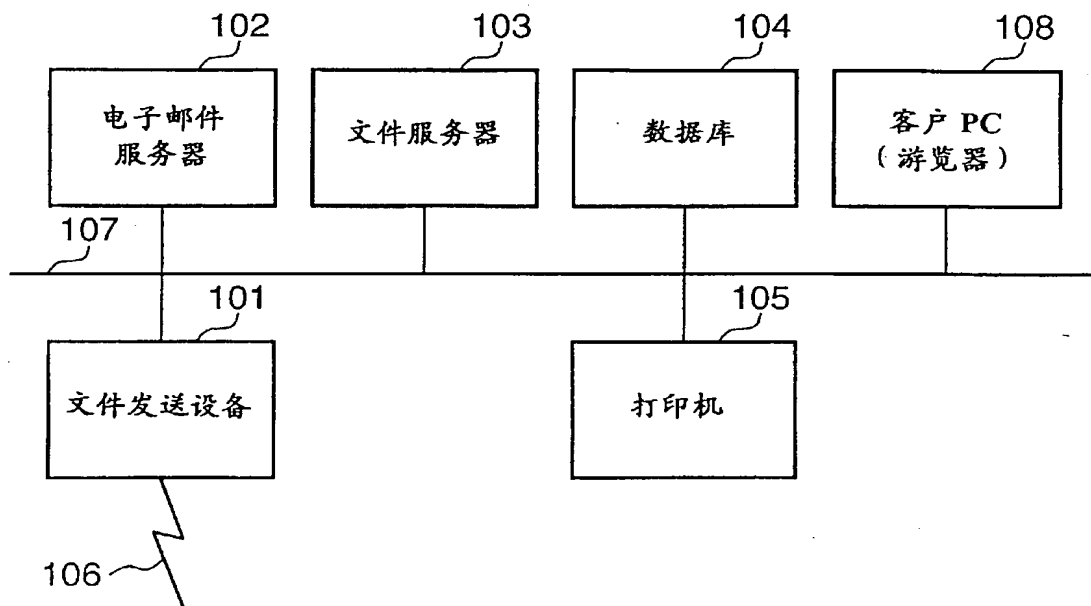 102
103
104
108
电子邮件
服务器
文件服务器
数据库
客户 PC
（游览器）
107
101
105
文件发送设备
打印机
106